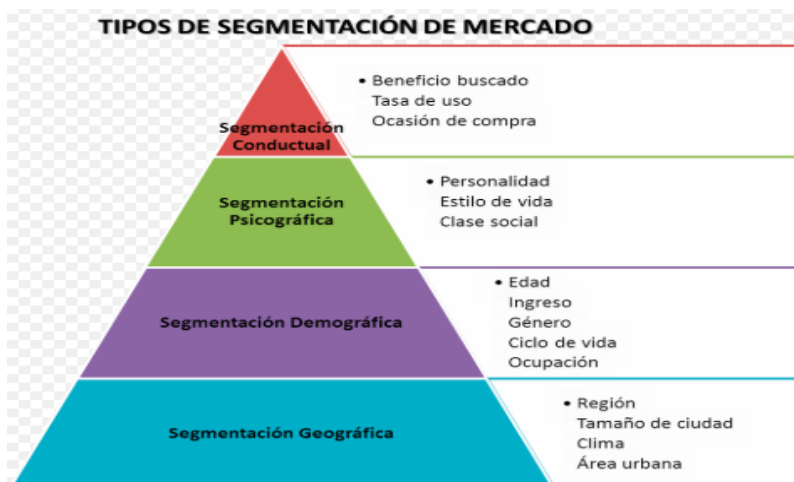 TIPOS DE SEGMENTACIÓN DE MERCADO
Segmentación
Conductual
• Beneficio buscado
Tasa de uso
Ocasión de compra
Segmentación
Psicográfica
• Personalidad
Estilo de vida
Clase social
Segmentación Demográfica
• Edad
Ingreso
Género
Ciclo de vida
Ocupación
Segmentación Geográfica
• Región
Tamaño de ciudad
Clima
Área urbana